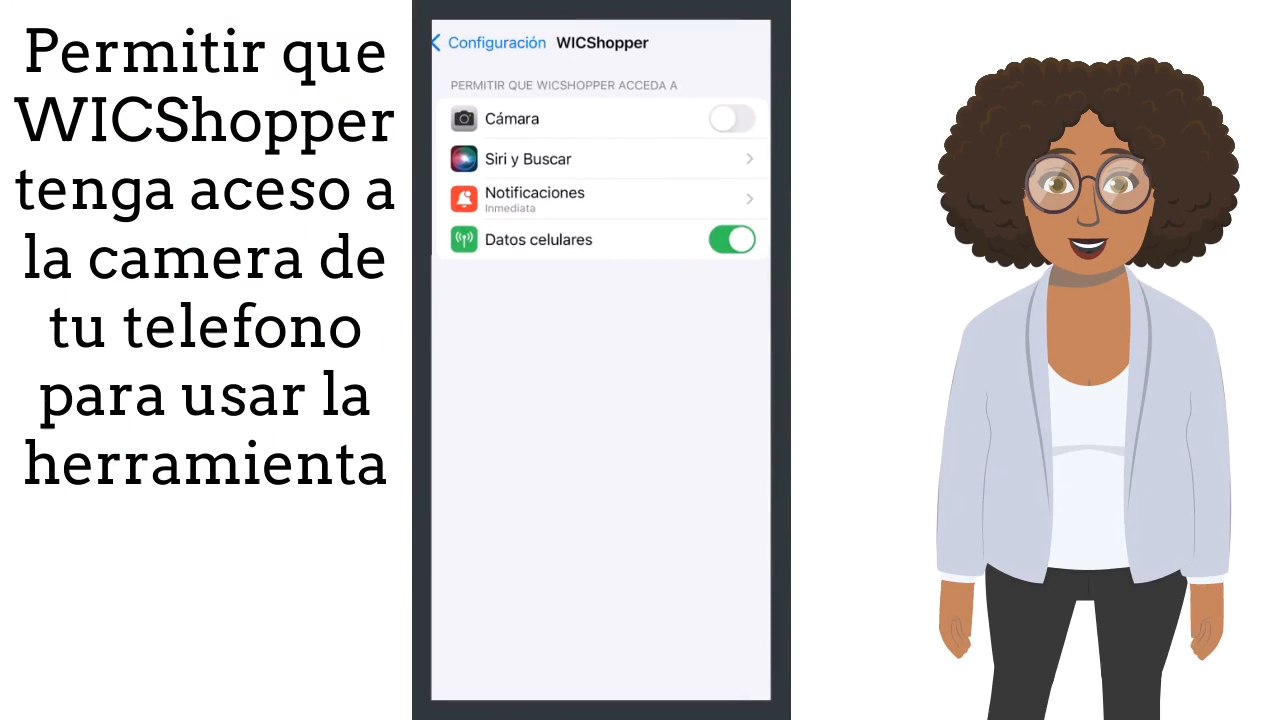 Permitir que
WICShopper
tenga aceso a
la camera de
tu telefono
para usar la
herramienta
Configuración WICShopper
PERMITIR QUE WICSHOPPER ACCEDA A
Cámara
Siri y Buscar
Notificaciones
Inmediata
Datos celulares